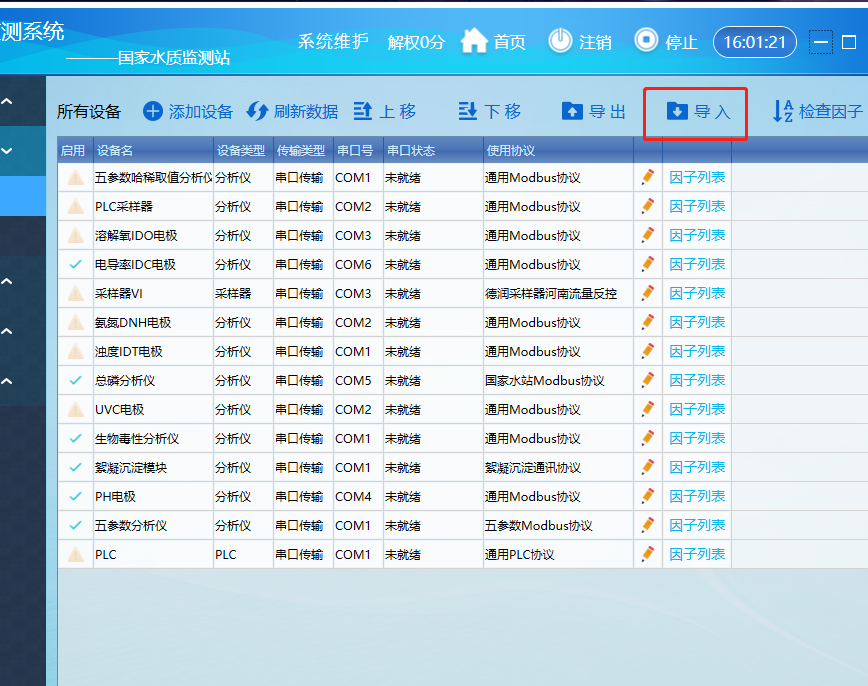 测系统
———国家水质监测站
系统维护 解权0分 首页 注销 停止 16:01:21
所有设备 添加设备 刷新数据 上 移 下 移 导 出 导 入 检查因子
启用 设备名 设备类型 传输类型 串口号 串口状态 使用协议
五参数哈稀取值分析仪 分析仪 串口传输 COM1 未就绪 通用Modbus协议 因子列表
PLC采样器 分析仪 串口传输 COM2 未就绪 通用Modbus协议 因子列表
溶解氧IDO电极 分析仪 串口传输 COM3 未就绪 通用Modbus协议 因子列表
电导率IDC电极 分析仪 串口传输 COM6 未就绪 通用Modbus协议 因子列表
采样器VI 采样器 串口传输 COM3 未就绪 德润采样器河南流量反控 因子列表
氨氮DNH电极 分析仪 串口传输 COM2 未就绪 通用Modbus协议 因子列表
浊度IDT电极 分析仪 串口传输 COM1 未就绪 通用Modbus协议 因子列表
总磷分析仪 分析仪 串口传输 COM5 未就绪 国家水站Modbus协议 因子列表
UVC电极 分析仪 串口传输 COM2 未就绪 通用Modbus协议 因子列表
生物毒性分析仪 分析仪 串口传输 COM1 未就绪 通用Modbus协议 因子列表
絮凝沉淀模块 分析仪 串口传输 COM1 未就绪 絮凝沉淀通讯协议 因子列表
PH电极 分析仪 串口传输 COM4 未就绪 通用Modbus协议 因子列表
五参数分析仪 分析仪 串口传输 COM1 未就绪 五参数Modbus协议 因子列表
PLC PLC 串口传输 COM1 未就绪 通用PLC协议 因子列表